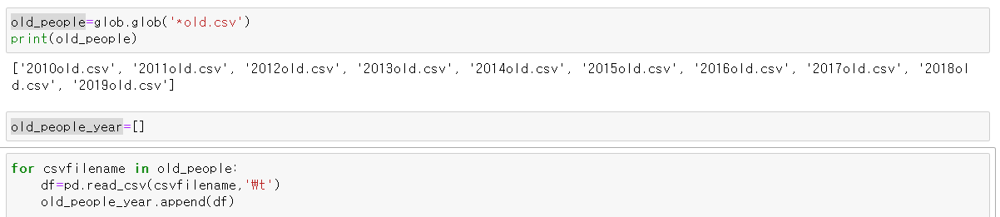 old_people=glob.glob('*old.csv')
print(old_people)
['2010old.csv', '2011old.csv', '2012old.csv', '2013old.csv', '2014old.csv', '2015old.csv', '2016old.csv', '2017old.csv', '2018ol
d.csv', '2019old.csv']
old_people_year=[]
for csvfilename in old_people:
    df=pd.read_csv(csvfilename,'₩t')
    old_people_year.append(df)